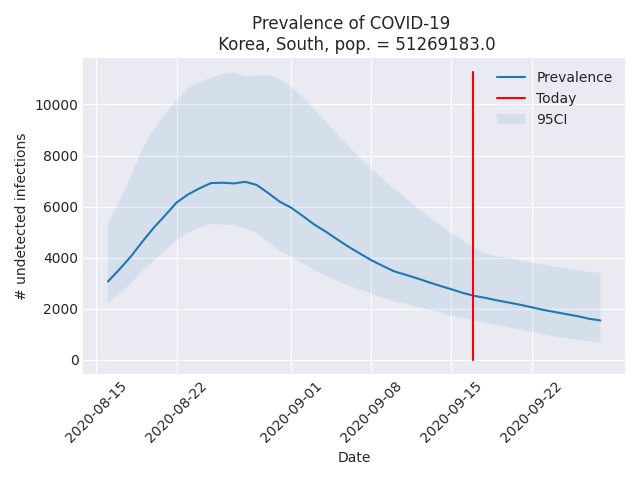 Prevalence of COVID-19
Korea, South, pop. = 51269183.0
Prevalence
Today
95CI
# undetected infections
10000
8000
6000
4000
2000
0
2020-08-15
2020-08-22
2020-09-01
2020-09-08
2020-09-15
2020-09-22
Date